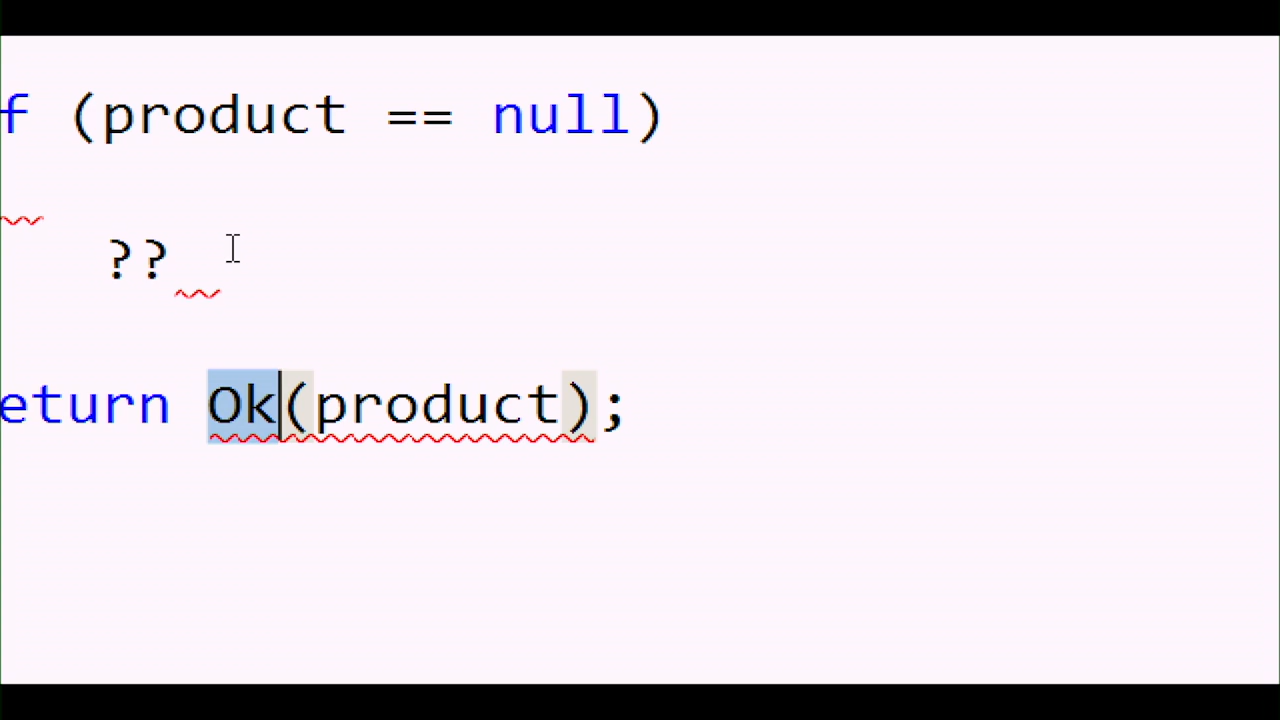 f (product == null)
??
eturn Ok(product);